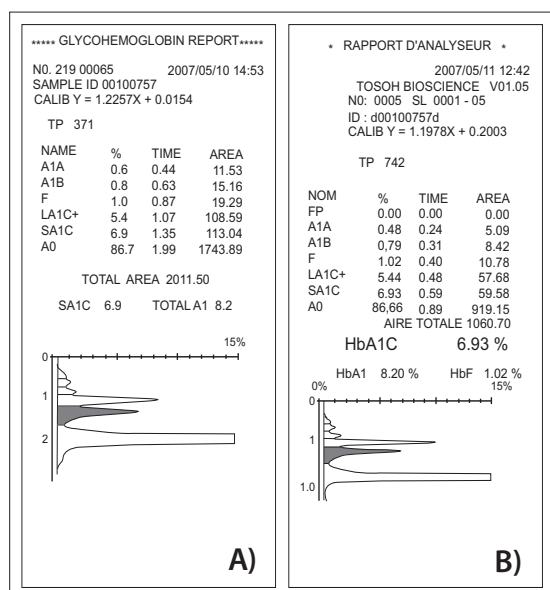 ***** GLYCOHEMOGLOBIN REPORT*****
N0. 219 00065 2007/05/10 14:53
SAMPLE ID 00100757
CALIB Y = 1.2257X + 0.0154
TP 371
NAME % TIME AREA
A1A 0.6 0.44 11.53
A1B 0.8 0.63 15.16
F 1.0 0.87 19.29
LA1C+ 5.4 1.07 108.59
SA1C 6.9 1.35 113.04
A0 86.7 1.99 1743.89
TOTAL AREA 2011.50
SA1C 6.9 TOTAL A1 8.2
15%
0
1
2
A)
* RAPPORT D'ANALYSEUR *
2007/05/11 12:42
TOSOH BIOSCIENCE V01.05
N0: 0005 SL 0001 - 05
ID : d00100757d
CALIB Y = 1.1978X + 0.2003
TP 742
NOM % TIME AREA
FP 0.00 0.00 0.00
A1A 0.48 0.24 5.09
A1B 0,79 0.31 8.42
F 1.02 0.40 10.78
LA1C+ 5.44 0.48 57.68
SA1C 6.93 0.59 59.58
A0 86,66 0.89 919.15
AIRE TOTALE 1060.70
HbA1C 6.93 %
HbA1 8.20 % HbF 1.02 %
0% 15%
0
1
1.0
B)